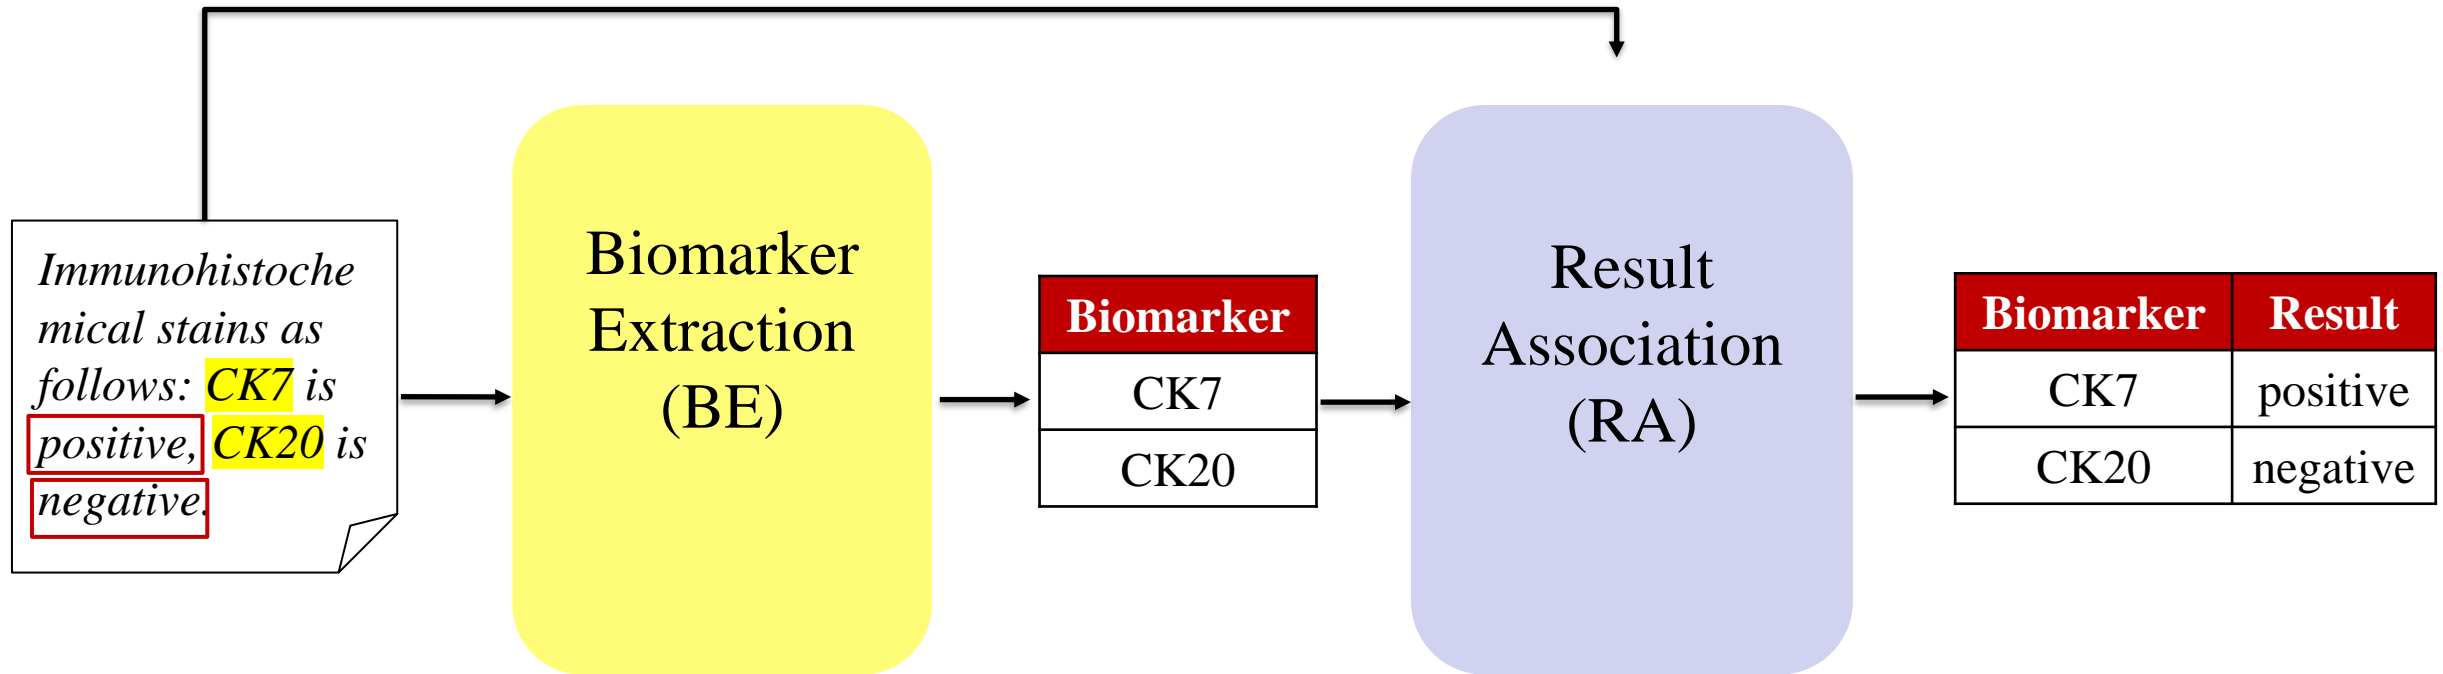 Immunohistoche
mical stains as
follows: CK7 is
positive, CK20 is
negative.
Biomarker
Extraction
(BE)
Biomarker
CK7
CK20
Result
Association
(RA)
Biomarker Result
CK7 positive
CK20 negative